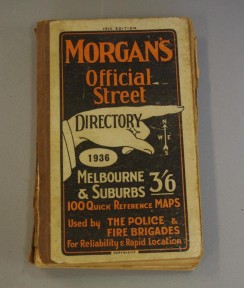 MORGAN'S
Official
Street
DIRECTORY
N
W E
S
1936
MELBOURNE
& SUBURBS 3/6
100 QUICK REFERENCE MAPS
Used by THE POLICE &
FIRE BRIGADES
For Reliability & Rapid Location